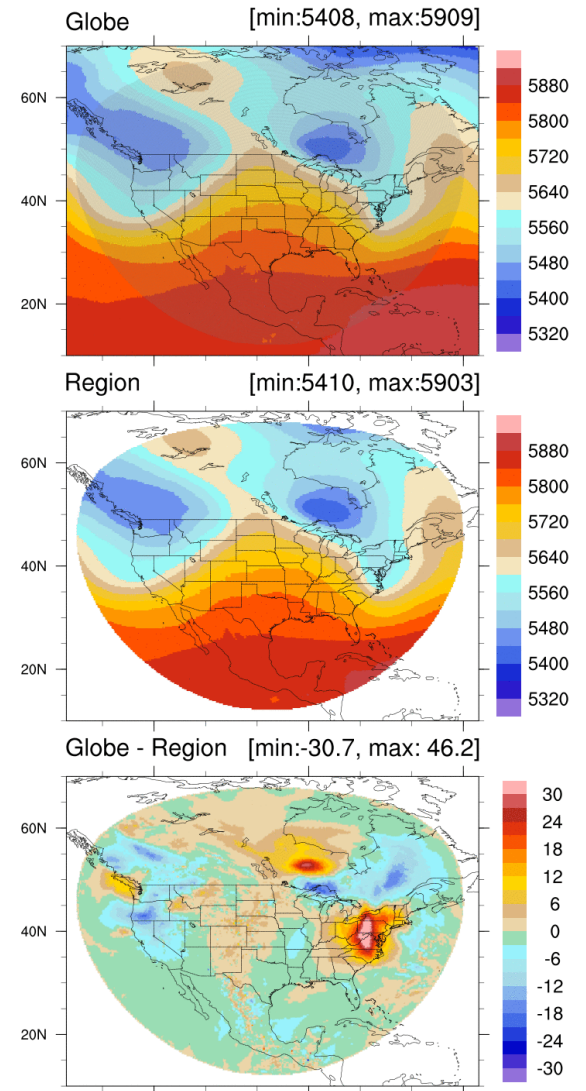 Globe [min:5408, max:5909]
60N
40N
20N
5880
5800
5720
5640
5560
5480
5400
5320
Region [min:5410, max:5903]
60N
40N
20N
5880
5800
5720
5640
5560
5480
5400
5320
Globe - Region [min:-30.7, max: 46.2]
60N
40N
20N
30
24
18
12
6
0
-6
-12
-18
-24
-30